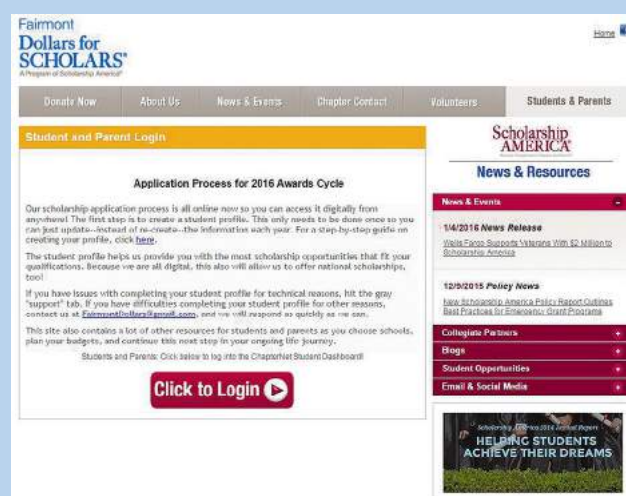 Fairmont
Dollars for
SCHOLARS®
A Program of Scholarship America®
Home
Donate Now
About Us
News & Events
Chapter Contact
Volunteers
Students & Parents
Student and Parent Login
Application Process for 2016 Awards Cycle
Our scholarship application process is all online now so you can access it digitally from
anywhere! The first step is to create a student profile. This only needs to be done once so you
can just update--instead of re-create--the information each year. For a step-by-step guide on
creating your profile, click here.
The student profile helps us provide you with the most scholarship opportunities that fit your
qualifications. Because we are all digital, this also will allow us to offer national scholarships,
too!
If you have issues with completing your student profile for technical reasons, hit the gray
"support" tab. If you have difficulties completing your student profile for other reasons,
contact us at FairmontDollars@gmail.com, and we will respond as quickly as we can.
This site also contains a lot of other resources for students and parents as you choose schools,
plan your budgets, and continue this next step in your ongoing life journey.
Students and Parents: Click below to log into the ChapterNet Student Dashboard!
Click to Login
Scholarship
AMERICA®
News & Resources
News & Events
1/4/2016 News Release
Wells Fargo Supports Veterans With $2 Million to
Scholarship America
12/9/2015 Policy News
New Scholarship America Policy Report Outlines
Best Practices for Emergency Grant Programs
Collegiate Partners
Blogs
Student Opportunities
Email & Social Media
Scholarship America 2014 Annual Report
HELPING STUDENTS
ACHIEVE THEIR DREAMS